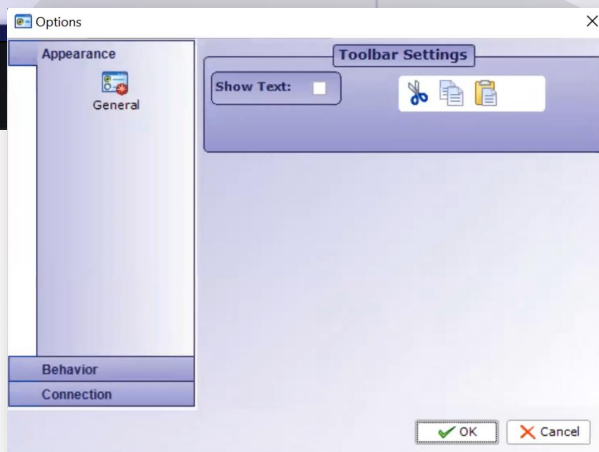 Options
Appearance
General
Toolbar Settings
Show Text:
Behavior
Connection
OK
Cancel